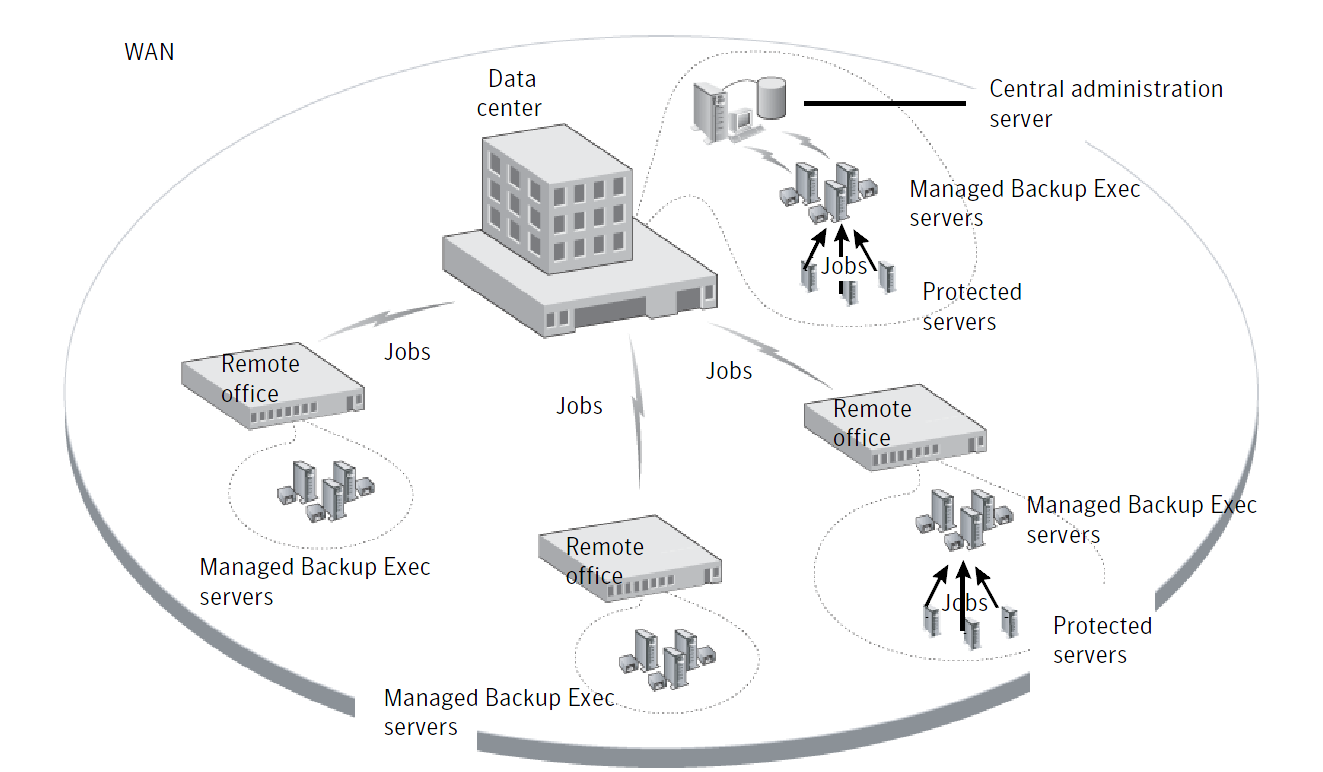 WAN
Data
center
Central administration
server
Managed Backup Exec
servers
Jobs
Protected
servers
Jobs
Remote
office
Jobs
Jobs
Remote
office
Managed Backup Exec
servers
Managed Backup Exec
servers
Remote
office
Jobs
Protected
servers
Managed Backup Exec
servers